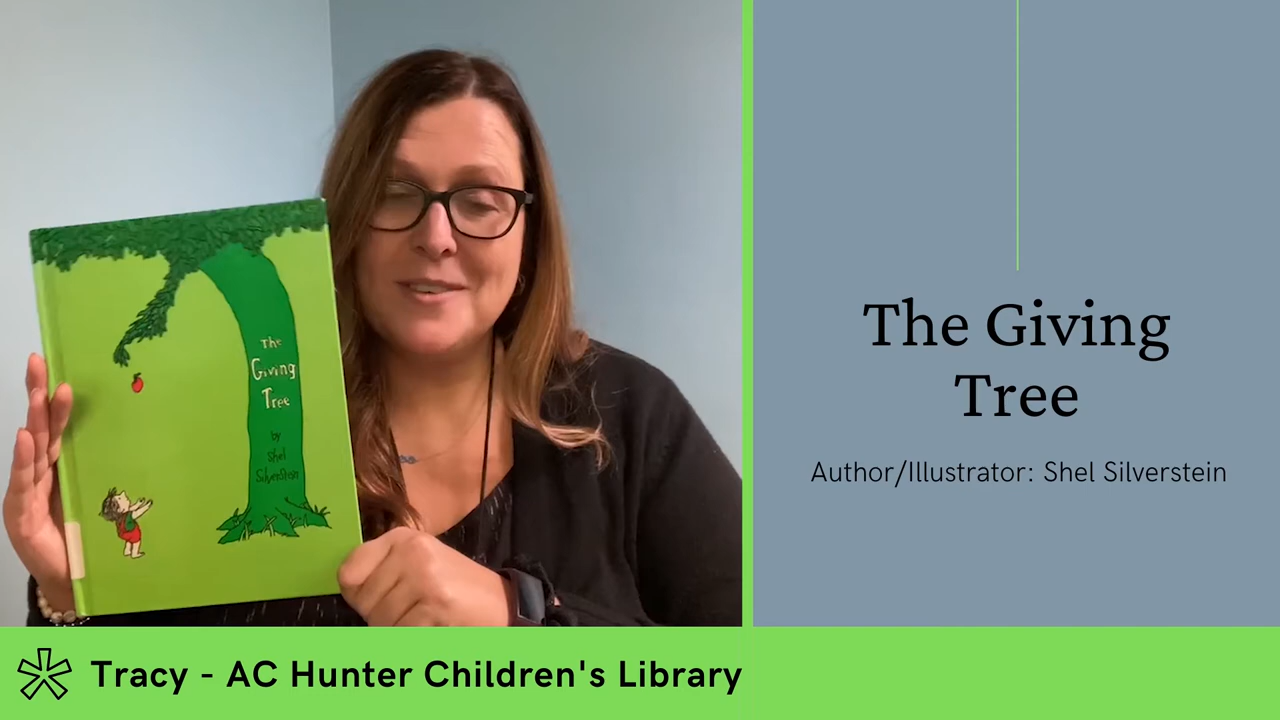 The
Giving
Tree
by
Shel
Silverstein
The Giving
Tree
Author/Illustrator: Shel Silverstein
Tracy - AC Hunter Children's Library